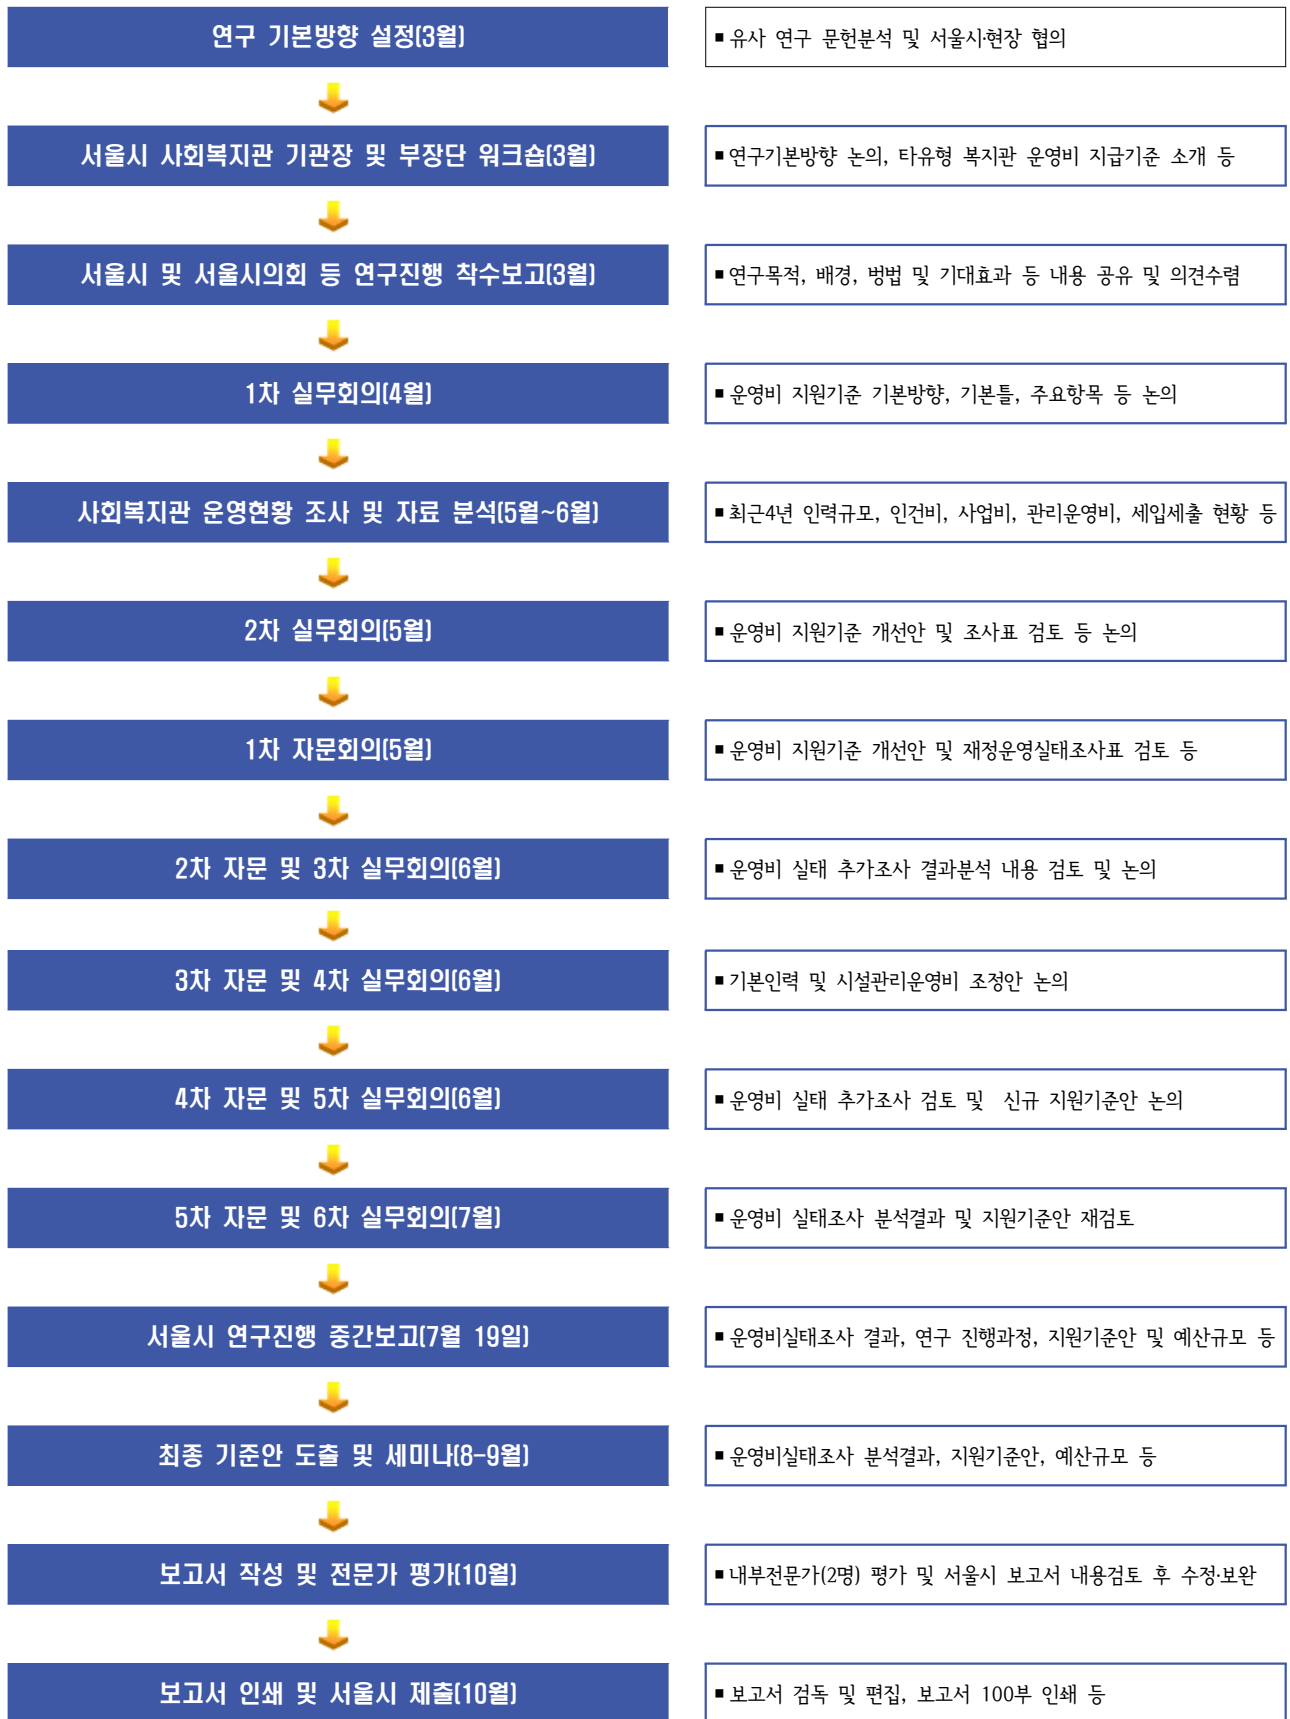 연구 기본방향 설정(3월)
▪ 유사 연구 문헌분석 및 서울시·현장 협의
서울시 사회복지관 기관장 및 부장단 워크숍(3월)
▪ 연구기본방향 논의, 타유형 복지관 운영비 지급기준 소개 등
서울시 및 서울시의회 등 연구진행 착수보고(3월)
▪ 연구목적, 배경, 벙법 및 기대효과 등 내용 공유 및 의견수렴
1차 실무회의(4월)
▪ 운영비 지원기준 기본방향, 기본틀, 주요항목 등 논의
사회복지관 운영현황 조사 및 자료 분석(5월~6월)
▪ 최근4년 인력규모, 인건비, 사업비, 관리운영비, 세입세출 현황 등
2차 실무회의(5월)
▪ 운영비 지원기준 개선안 및 조사표 검토 등 논의
1차 자문회의(5월)
▪ 운영비 지원기준 개선안 및 재정운영실태조사표 검토 등
2차 자문 및 3차 실무회의(6월)
▪ 운영비 실태 추가조사 결과분석 내용 검토 및 논의
3차 자문 및 4차 실무회의(6월)
▪ 기본인력 및 시설관리운영비 조정안 논의
4차 자문 및 5차 실무회의(6월)
▪ 운영비 실태 추가조사 검토 및 신규 지원기준안 논의
5차 자문 및 6차 실무회의(7월)
▪ 운영비 실태조사 분석결과 및 지원기준안 재검토
서울시 연구진행 중간보고(7월 19일)
▪ 운영비실태조사 결과, 연구 진행과정, 지원기준안 및 예산규모 등
최종 기준안 도출 및 세미나(8-9월)
▪ 운영비실태조사 분석결과, 지원기준안, 예산규모 등
보고서 작성 및 전문가 평가(10월)
▪ 내부전문가(2명) 평가 및 서울시 보고서 내용검토 후 수정·보완
보고서 인쇄 및 서울시 제출(10월)
▪ 보고서 검독 및 편집, 보고서 100부 인쇄 등